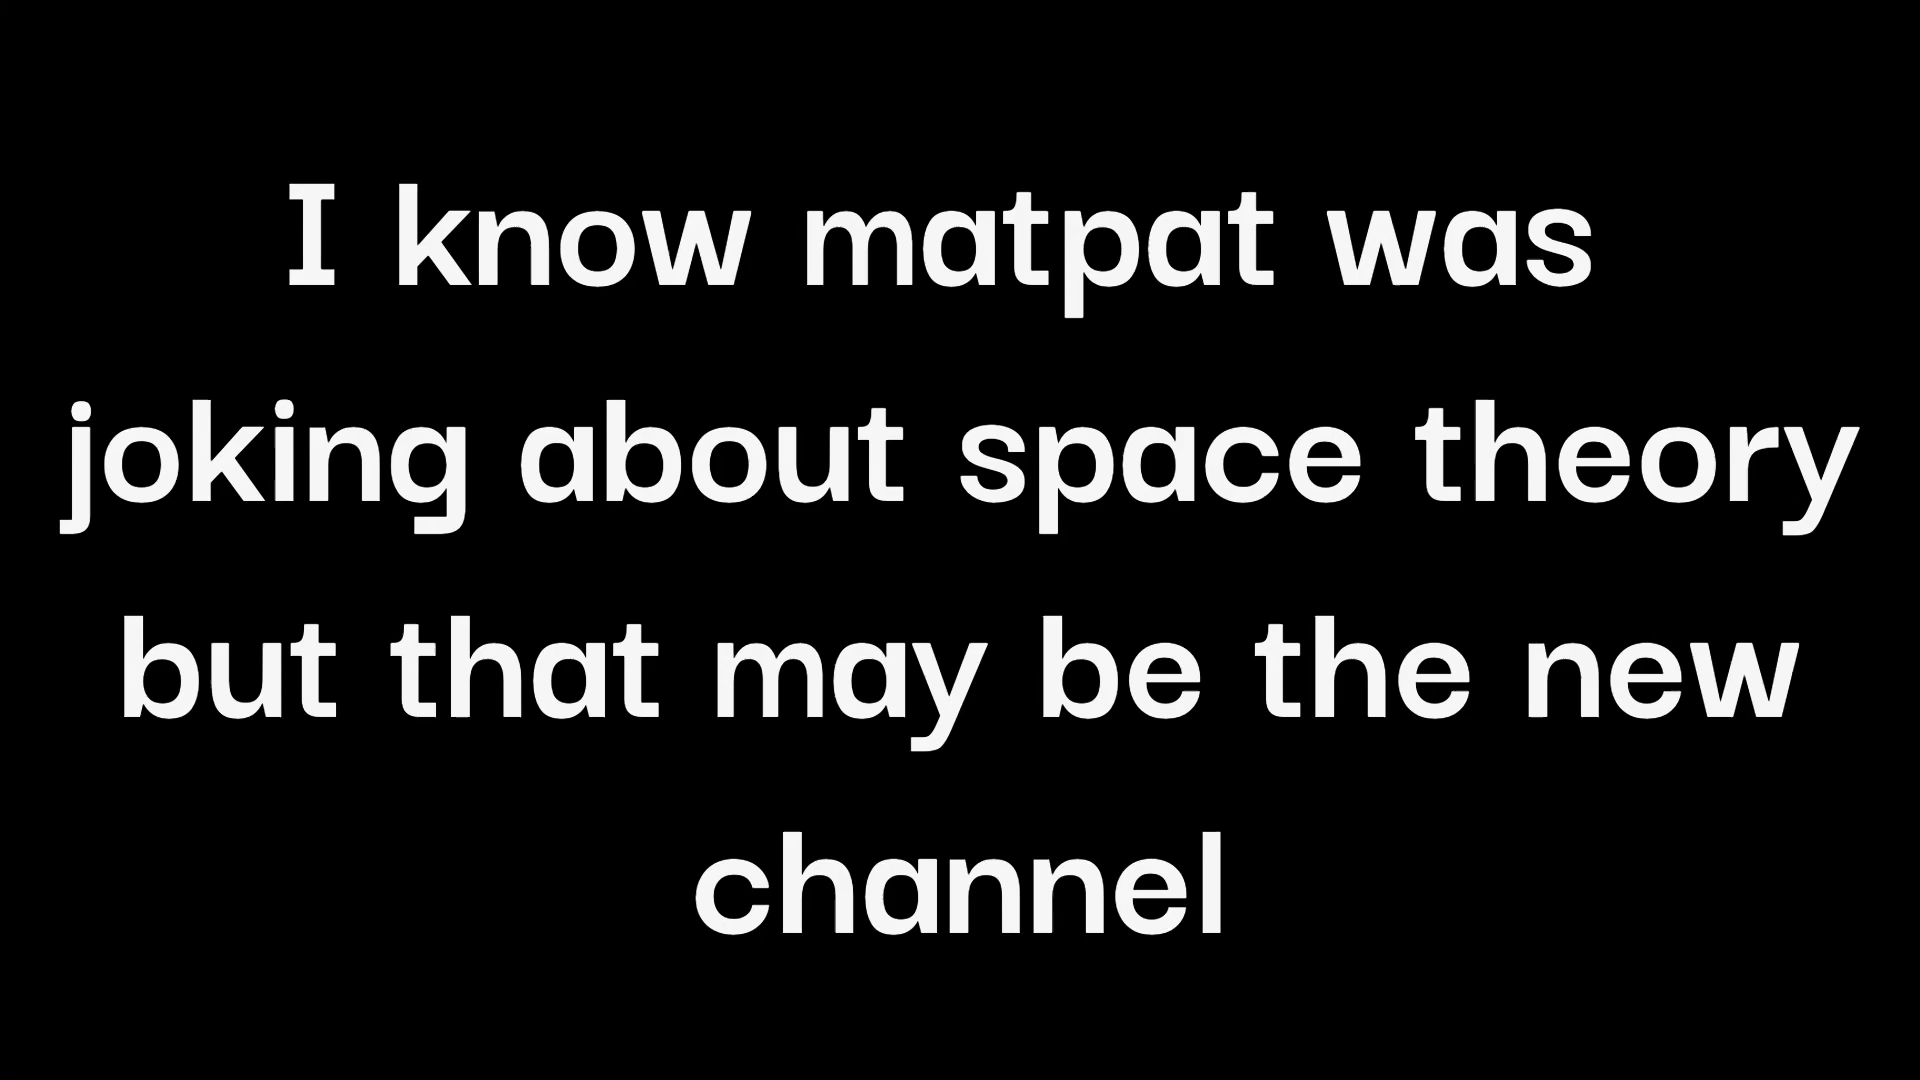 I know matpat was
joking about space theory
but that may be the new
channel